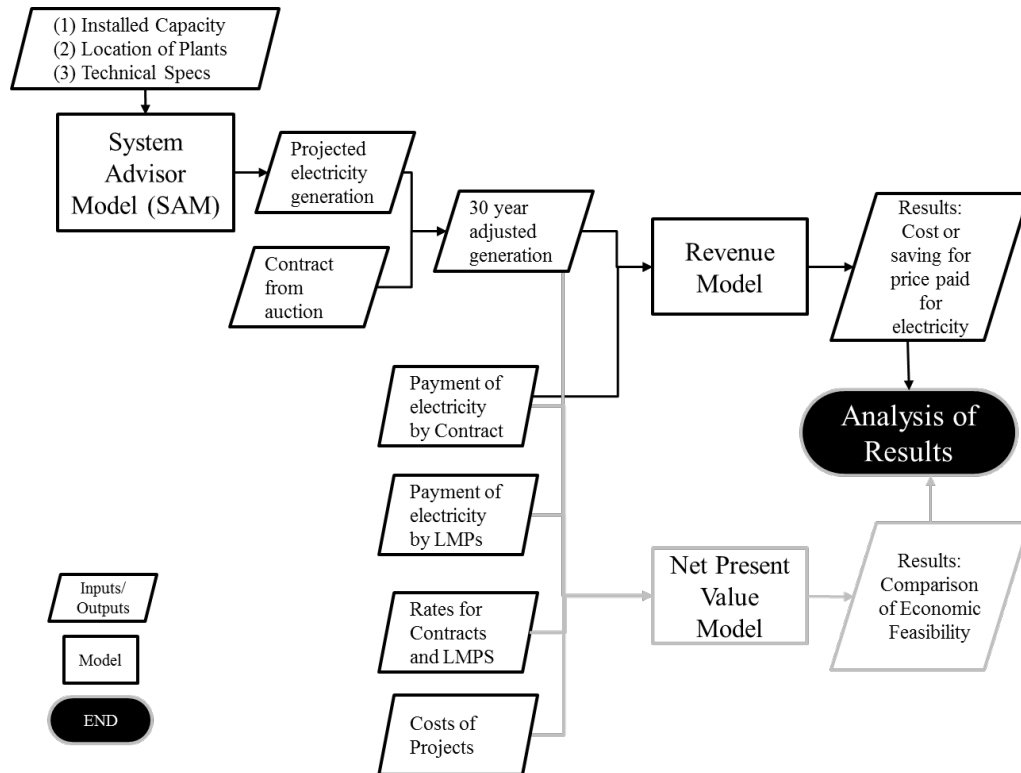 (1) Installed Capacity
(2) Location of Plants
(3) Technical Specs
System
Advisor
Model (SAM)
Projected
electricity
generation
Contract
from
auction
30 year
adjusted
generation
Revenue
Model
Results:
Cost or
saving for
price paid
for
electricity
Payment of
electricity
by Contract
Analysis of
Results
Payment of
electricity
by LMPs
Rates for
Contracts
and LMPS
Net Present
Value
Model
Results:
Comparison
of Economic
Feasibility
Costs of
Projects
Inputs/
Outputs
Model
END